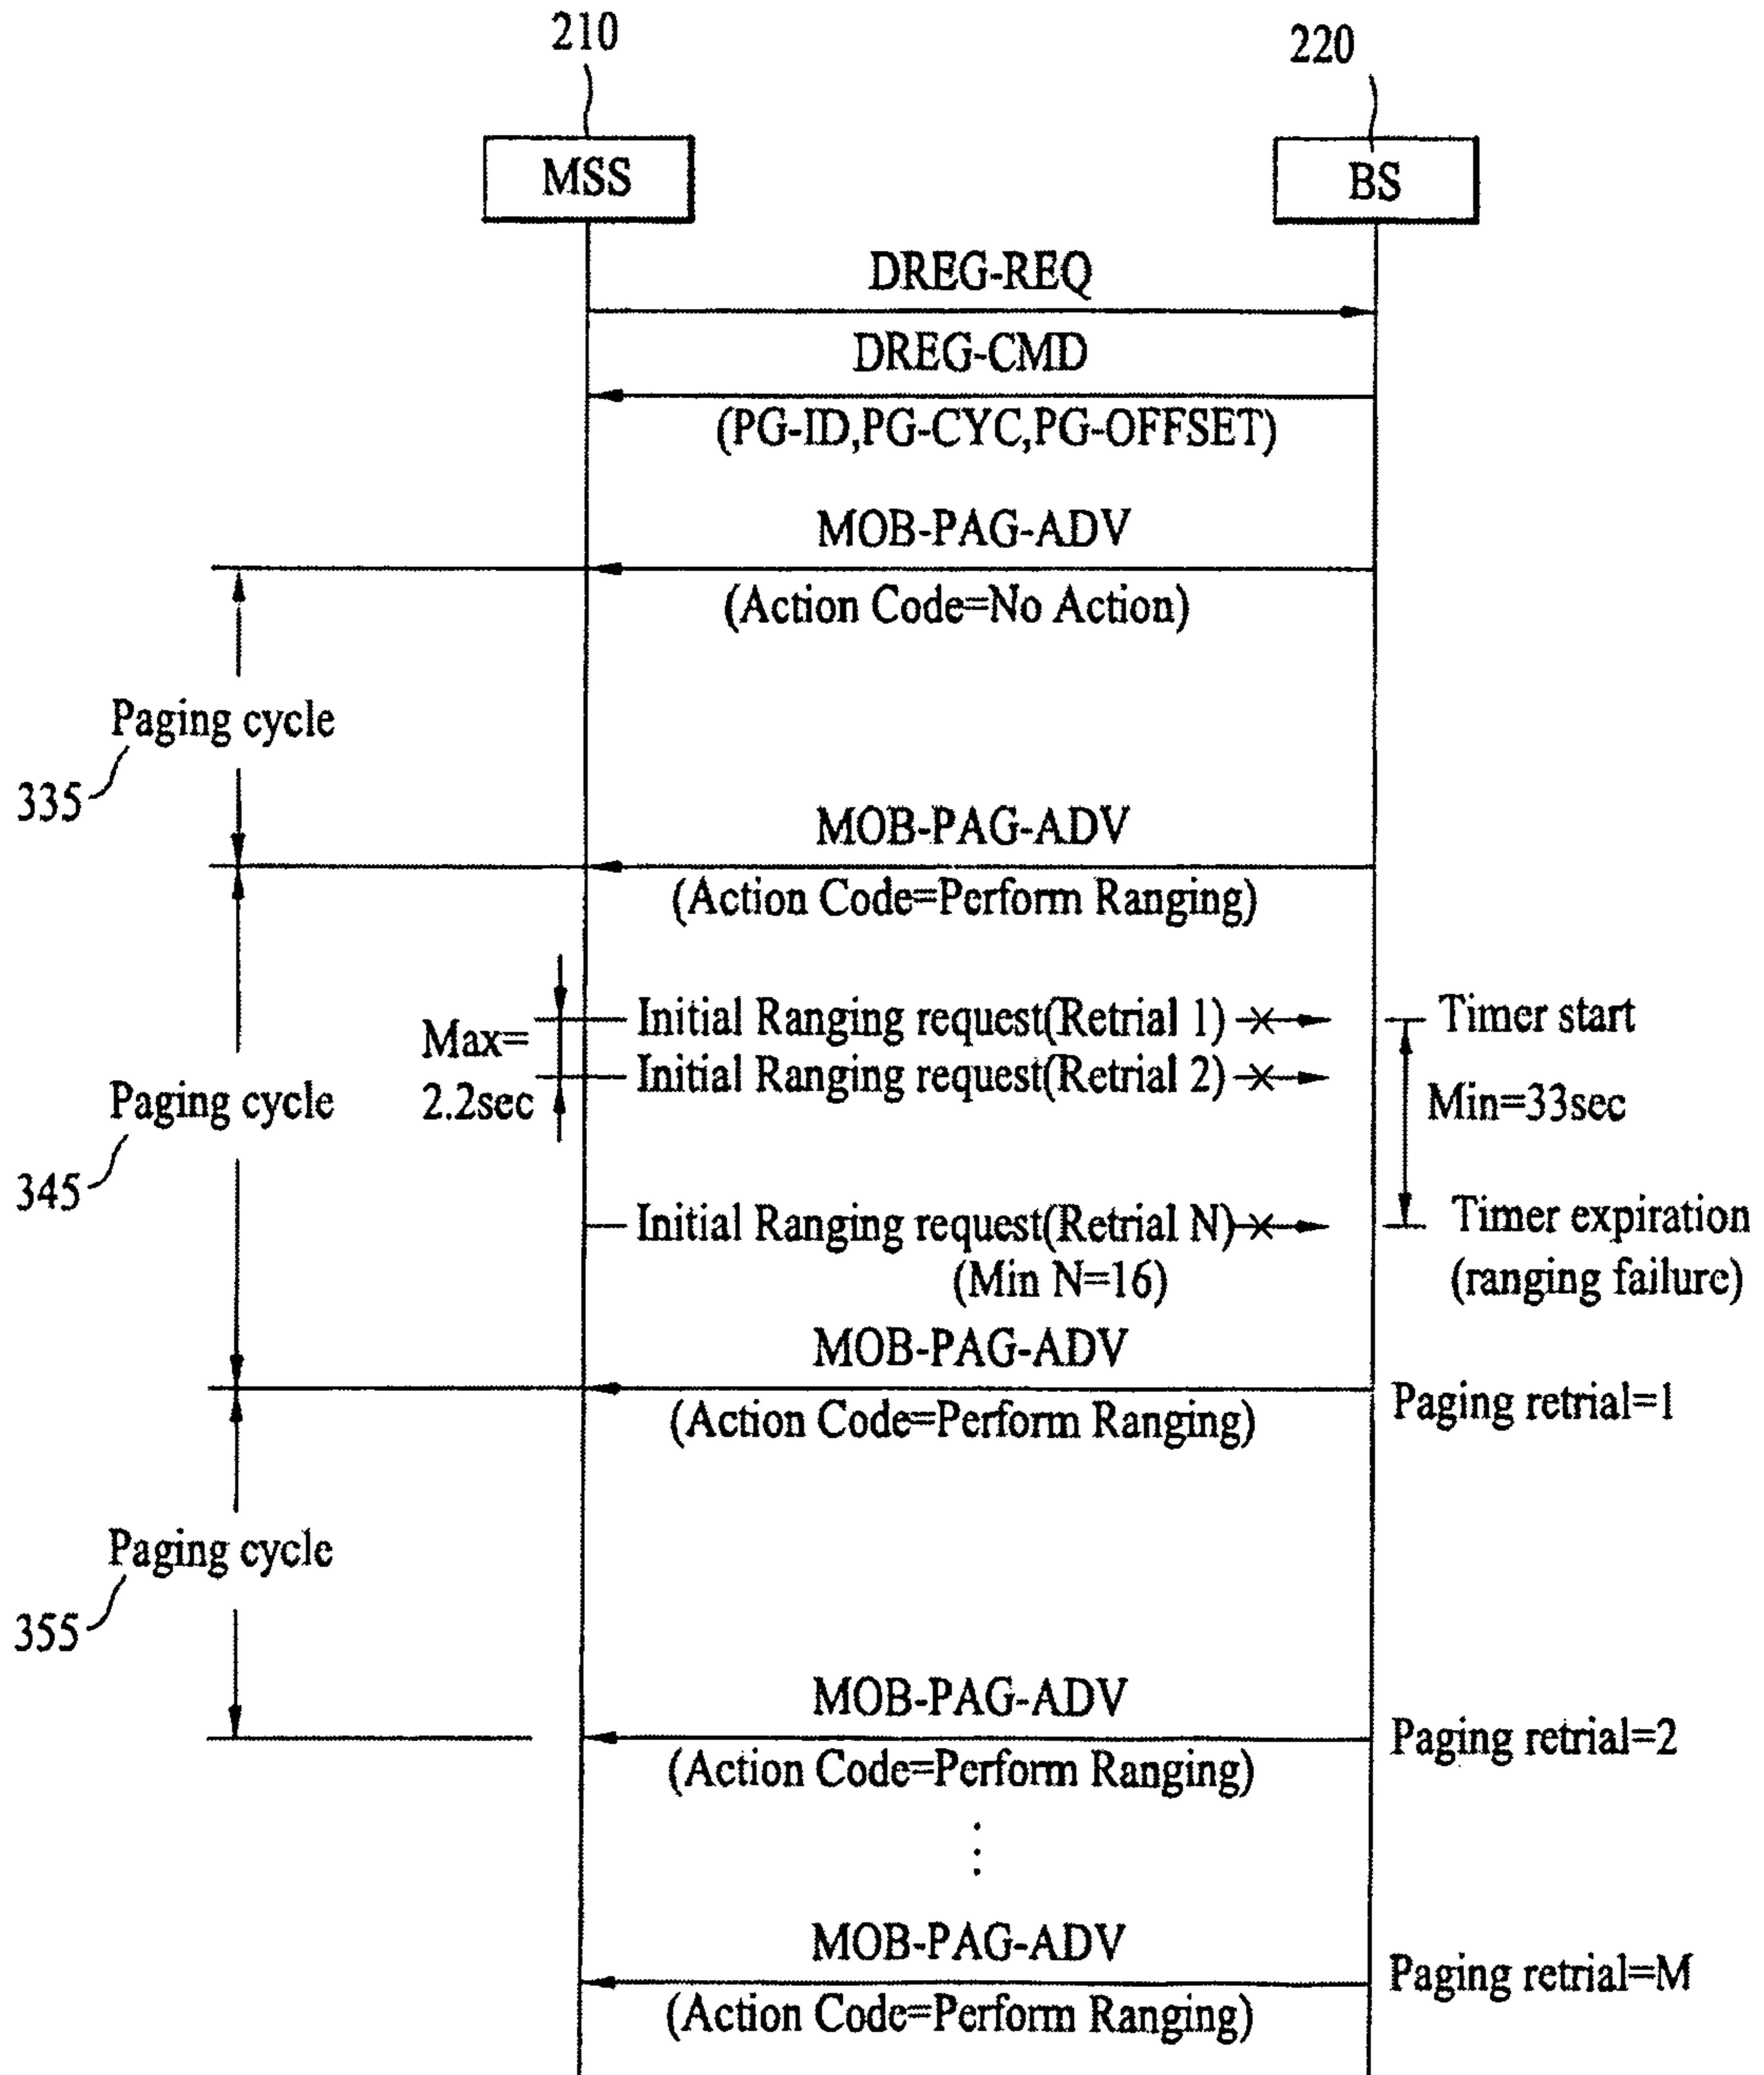 210
220
MSS
BS
DREG-REQ
DREG-CMD
(PG-ID,PG-CYC,PG-OFFSET)
MOB-PAG-ADV
(Action Code=No Action)
Paging cycle
335
MOB-PAG-ADV
(Action Code=Perform Ranging)
Initial Ranging request(Retrial 1)
Timer start
Max=
2.2sec
Initial Ranging request(Retrial 2)
Min=33sec
Paging cycle
345
Initial Ranging request(Retrial N)
(Min N=16)
Timer expiration
(ranging failure)
MOB-PAG-ADV
(Action Code=Perform Ranging)
Paging retrial=1
Paging cycle
355
MOB-PAG-ADV
(Action Code=Perform Ranging)
Paging retrial=2
MOB-PAG-ADV
(Action Code=Perform Ranging)
Paging retrial=M